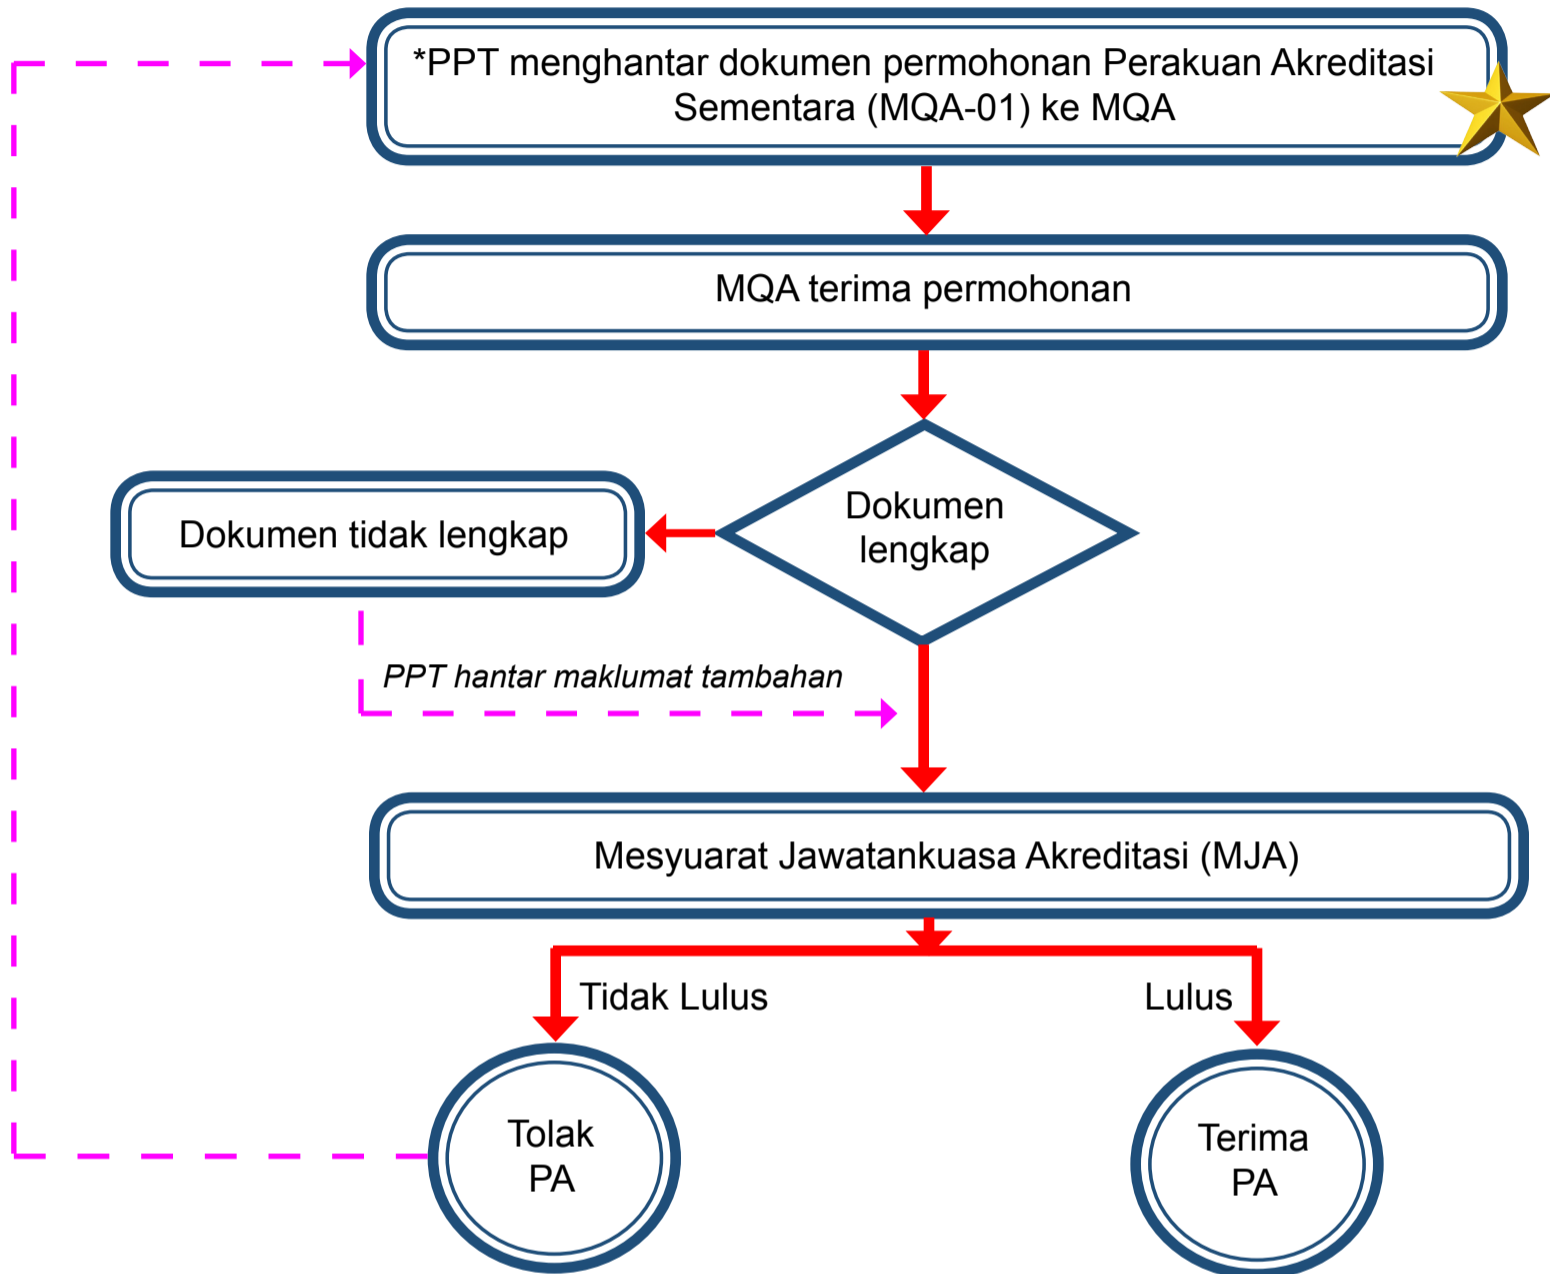 *PPT menghantar dokumen permohonan Perakuan Akreditasi
Sementara (MQA-01) ke MQA
MQA terima permohonan
Dokumen
lengkap
Dokumen tidak lengkap
PPT hantar maklumat tambahan
Mesyuarat Jawatankuasa Akreditasi (MJA)
Tidak Lulus
Lulus
Tolak
PA
Terima
PA